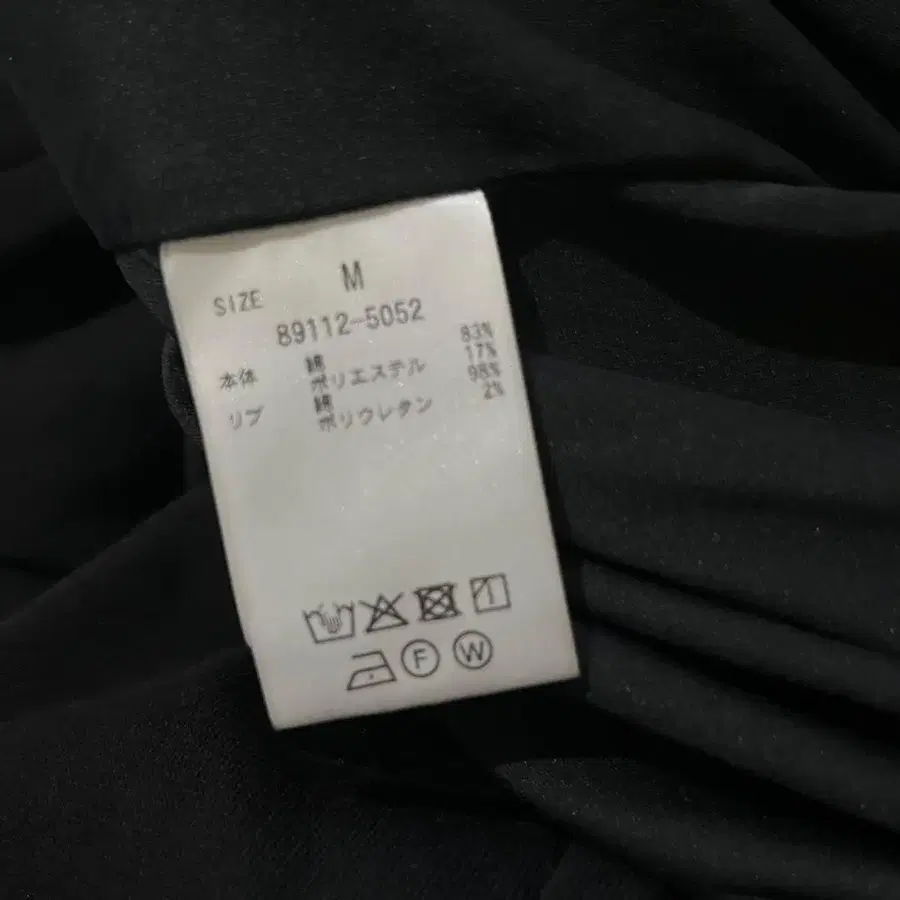 SIZE M
89112-5052
本体 綿 83%
ポリエステル 17%
リブ 綿 98%
ポリウレタン 2%
F W